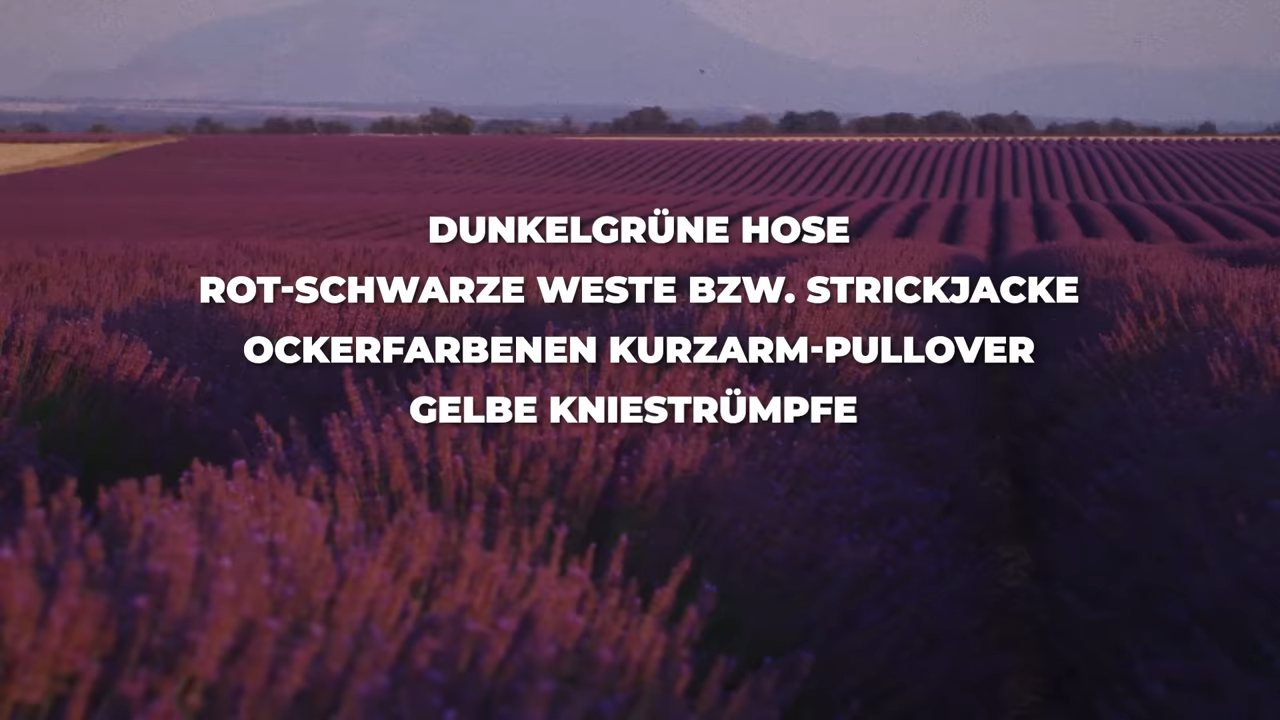 DUNKELGRÜNE HOSE
ROT-SCHWARZE WESTE BZW. STRICKJACKE
OCKERFARBENEN KURZARM-PULLOVER
GELBE KNIESTRÜMPFE